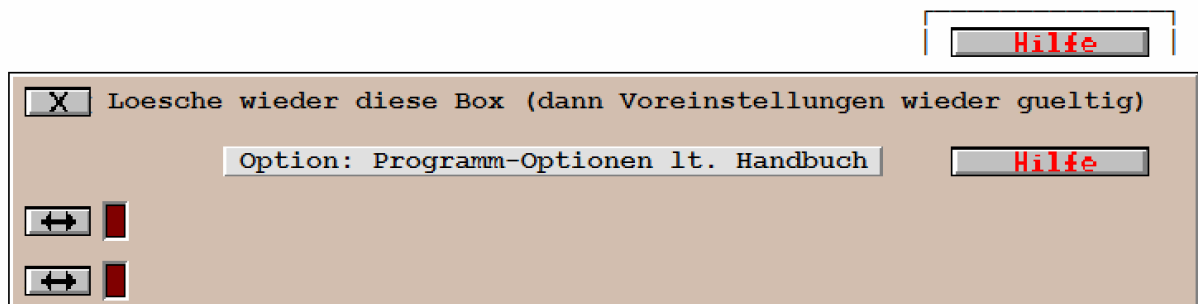 Hilfe
X Loesche wieder diese Box (dann Voreinstellungen wieder gueltig)
Option: Programm-Optionen lt. Handbuch Hilfe